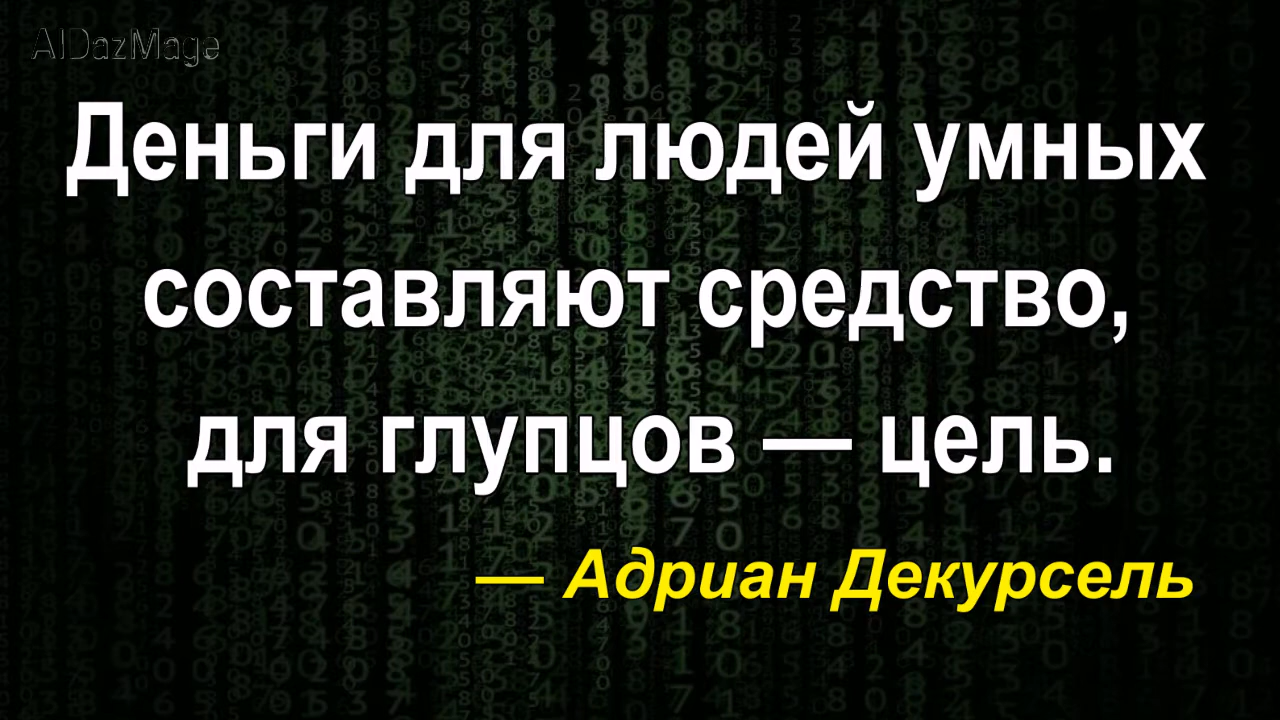 AIDazMage
Деньги для людей умных
составляют средство,
для глупцов — цель.
— Адриан Декурсель